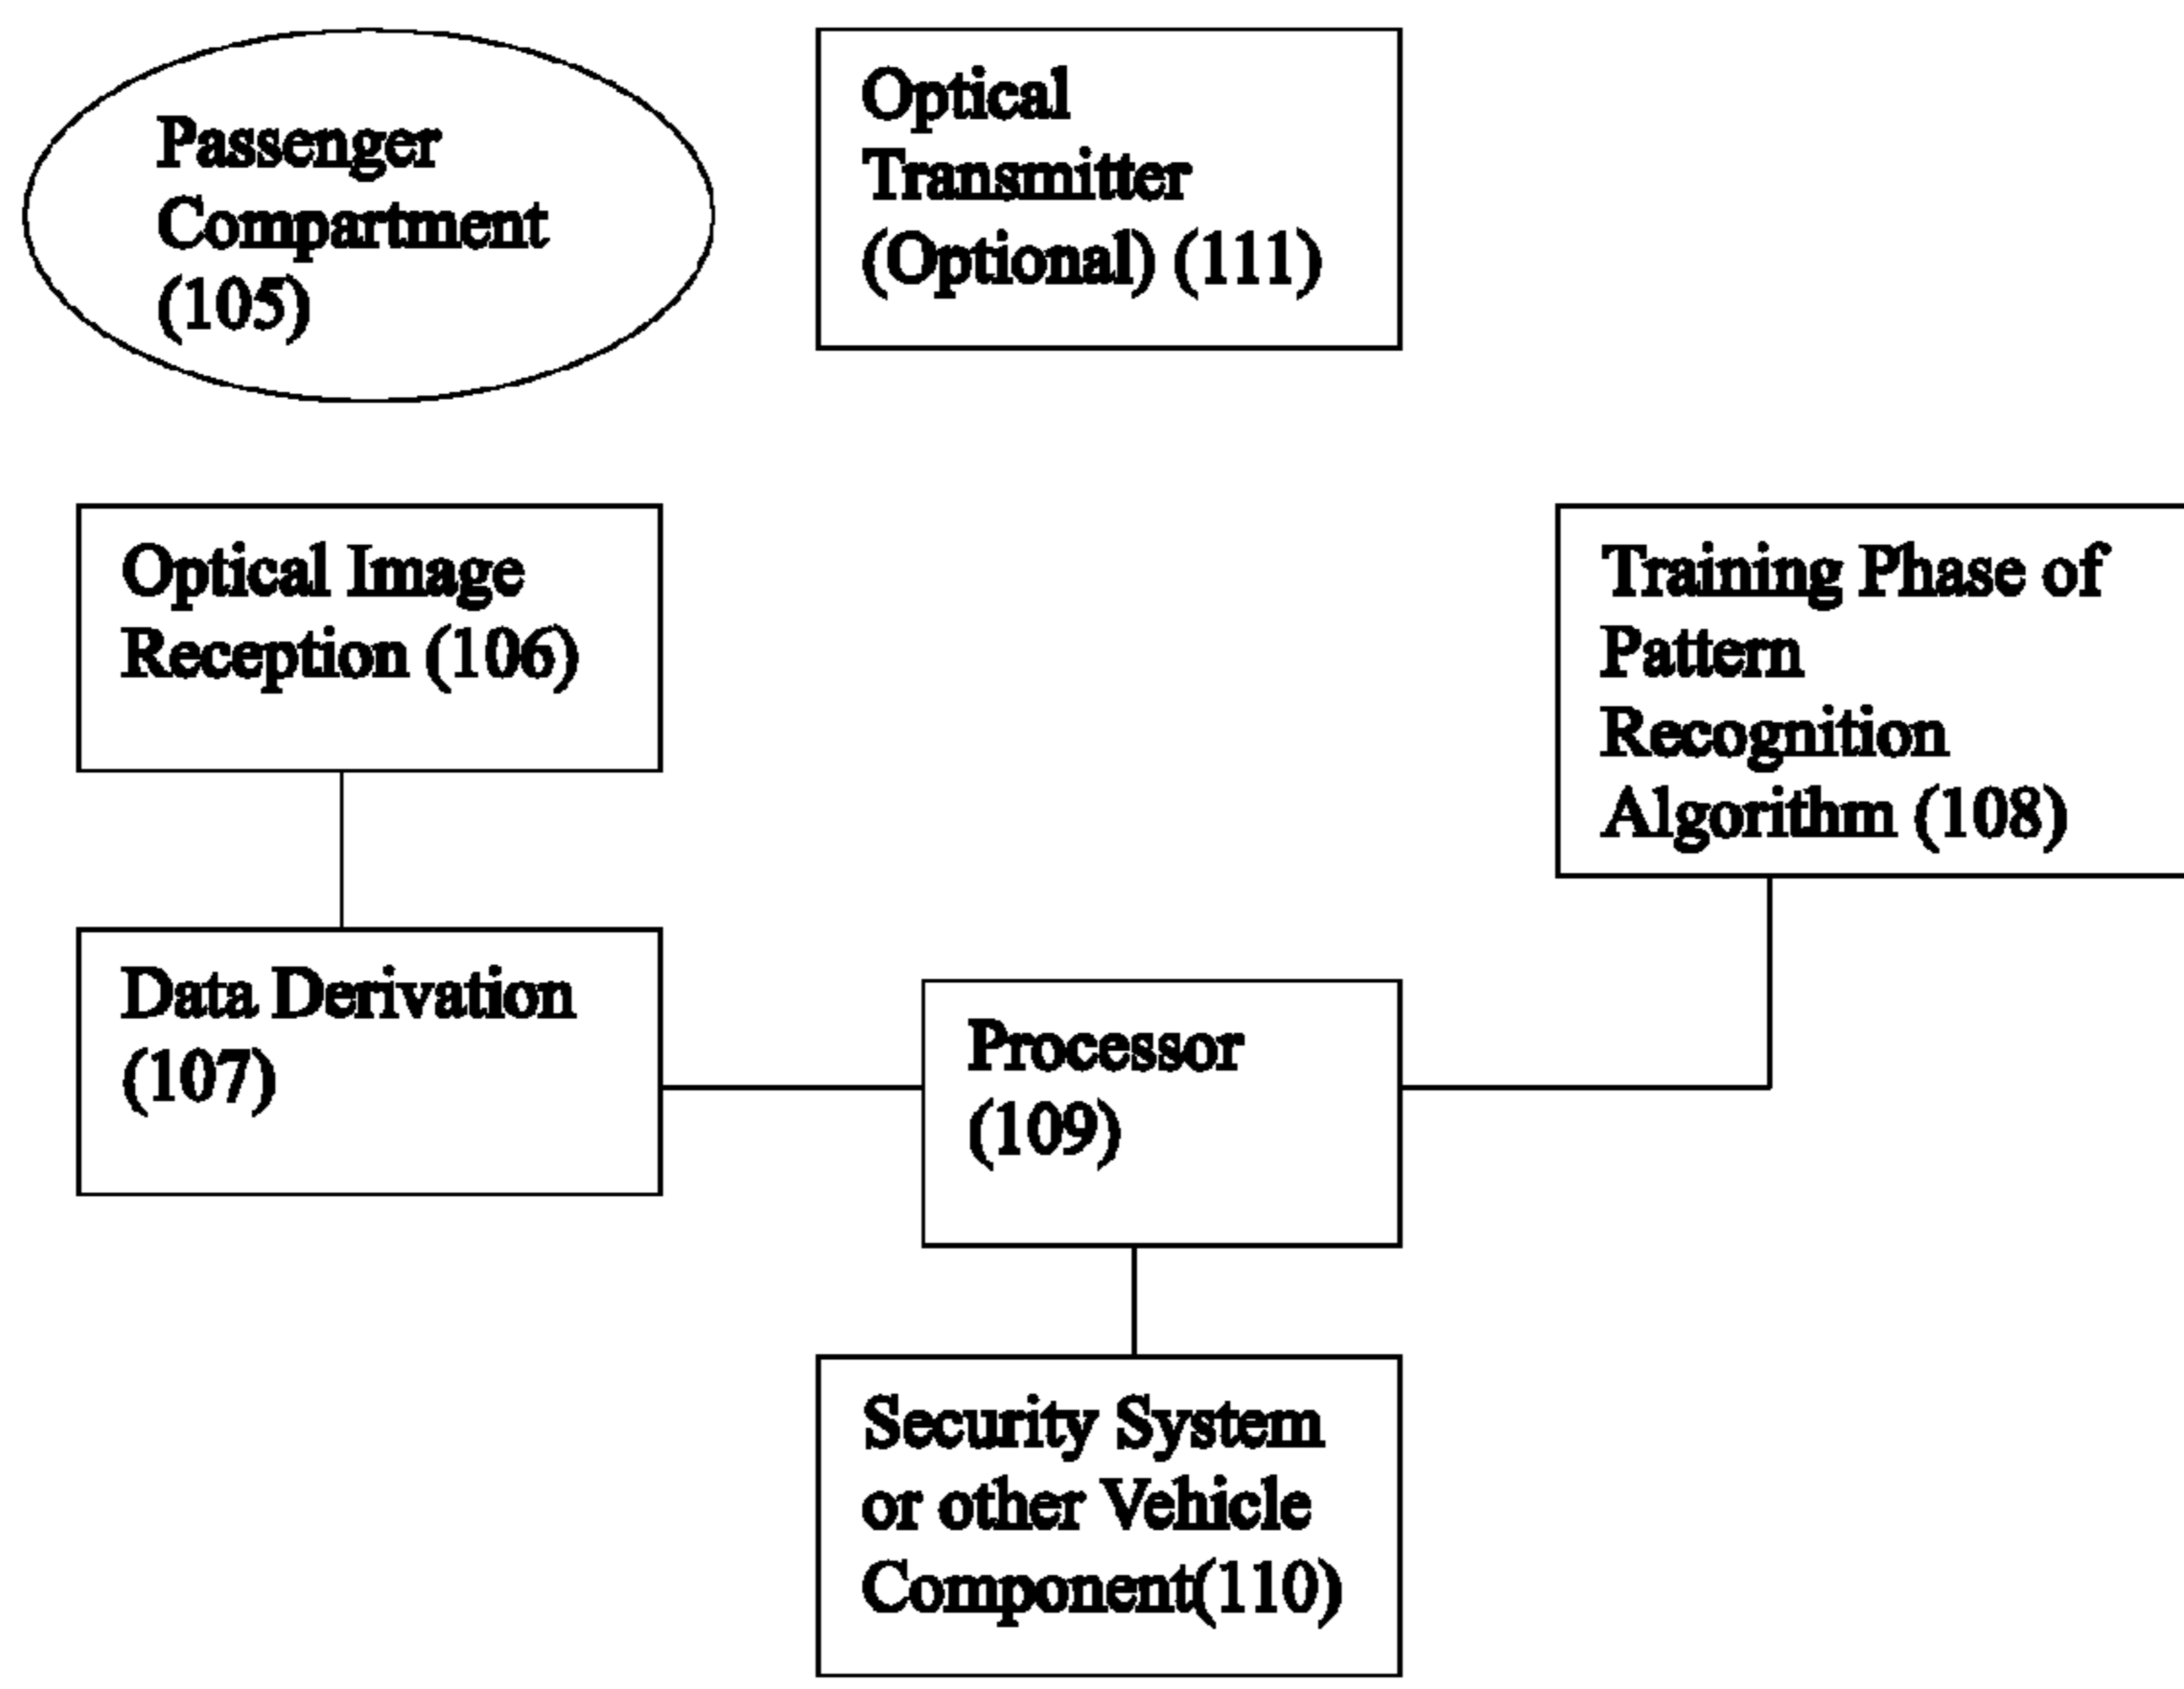 Passenger
Compartment
(105)
Optical
Transmitter
(Optional) (111)
Optical Image
Reception (106)
Training Phase of
Pattern
Recognition
Algorithm (108)
Data Derivation
(107)
Processor
(109)
Security System
or other Vehicle
Component(110)